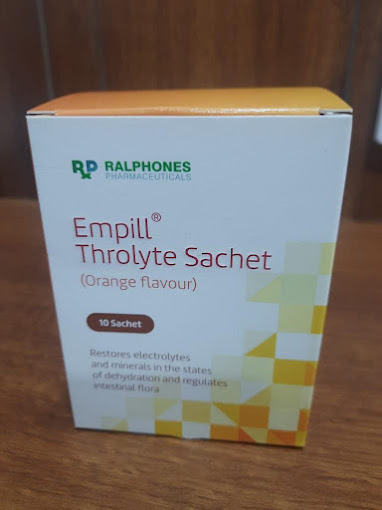 RP RALPHONES
PHARMACEUTICALS
Empill®
Throlyte Sachet
(Orange flavour)
10 Sachet
Restores electrolytes
and minerals in the states
of dehydration and regulates
intestinal flora